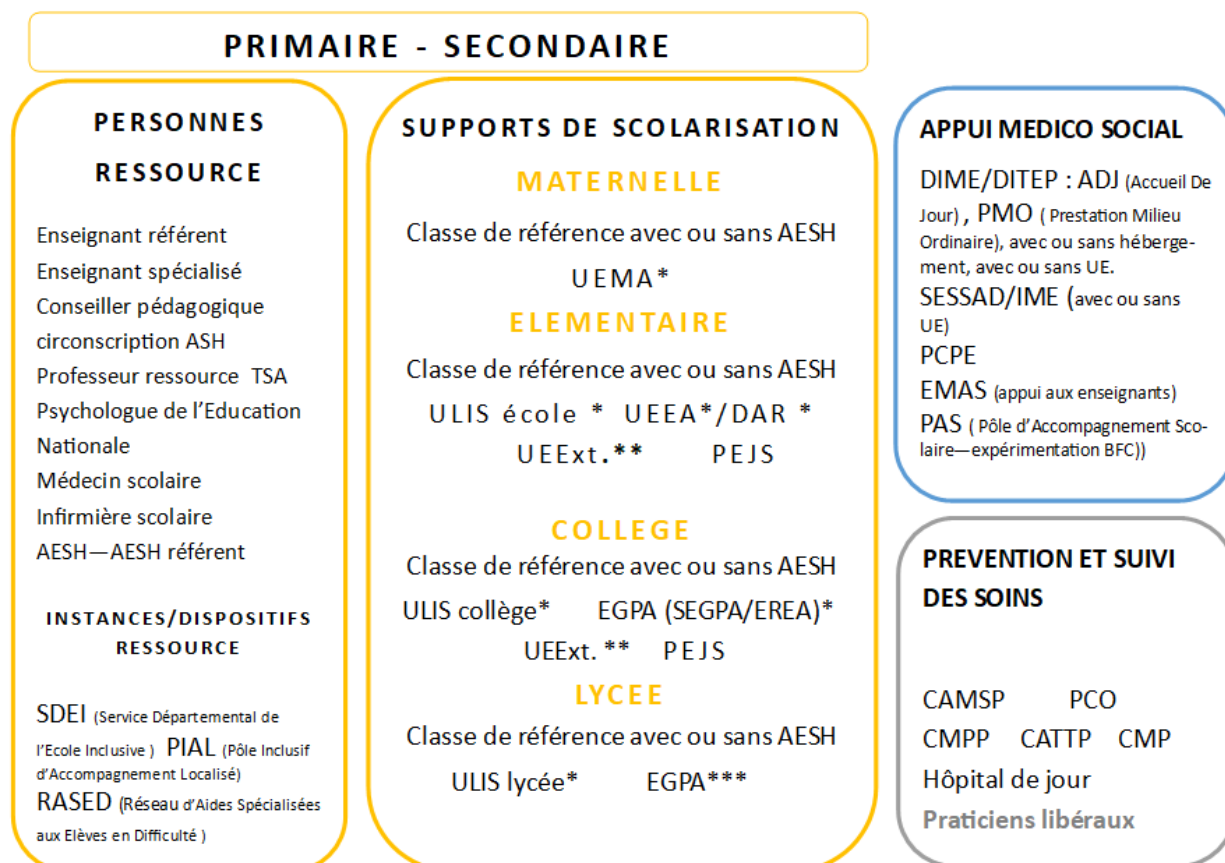 PRIMAIRE - SECONDAIRE
PERSONNES
RESSOURCE
Enseignant référent
Enseignant spécialisé
Conseiller pédagogique
circonscription ASH
Professeur ressource TSA
Psychologue de l'Education
Nationale
Médecin scolaire
Infirmière scolaire
AESH—AESH référent
INSTANCES/DISPOSITIFS
RESSOURCE
SDEI (Service Départemental de
l'Ecole Inclusive ) PIAL (Pôle Inclusif
d'Accompagnement Localisé)
RASED (Réseau d'Aides Spécialisées
aux Elèves en Difficulté )
SUPPORTS DE SCOLARISATION
MATERNELLE
Classe de référence avec ou sans AESH
UEMA*
ELEMENTAIRE
Classe de référence avec ou sans AESH
ULIS école * UEEA*/DAR *
UEExt.** PEJS
COLLEGE
Classe de référence avec ou sans AESH
ULIS collège* EGPA (SEGPA/EREA)*
UEExt. ** PEJS
LYCEE
Classe de référence avec ou sans AESH
ULIS lycée* EGPA***
APPUI MEDICO SOCIAL
DIME/DITEP : ADJ (Accueil De
Jour) , PMO ( Prestation Milieu
Ordinaire), avec ou sans héberge-
ment, avec ou sans UE.
SESSAD/IME (avec ou sans
UE)
PCPE
EMAS (appui aux enseignants)
PAS ( Pôle d'Accompagnement Sco-
laire—expérimentation BFC))
PREVENTION ET SUIVI
DES SOINS
CAMSP PCO
CMPP CATTP CMP
Hôpital de jour
Praticiens libéraux